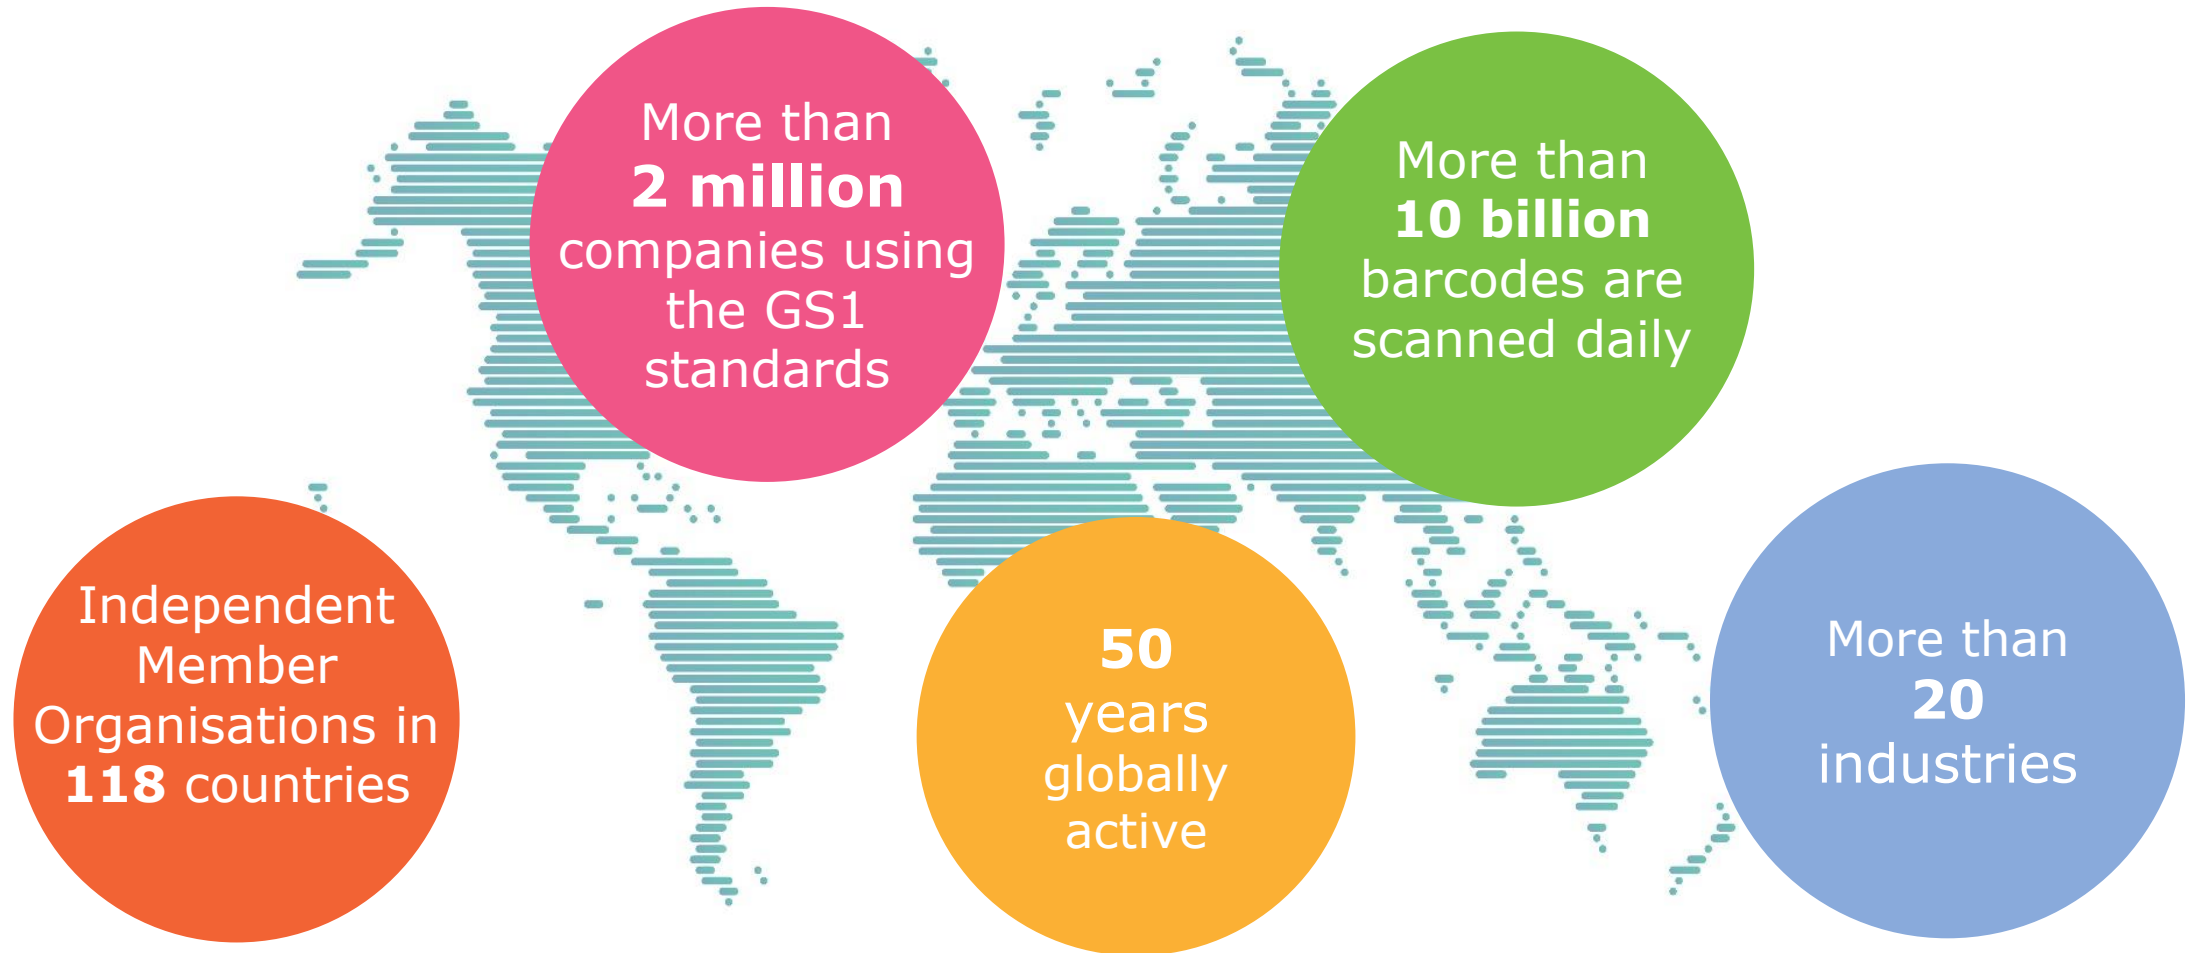 More than
2 million
companies using
the GS1
standards
More than
10 billion
barcodes are
scanned daily
Independent
Member
Organisations in
118 countries
50
years
globally
active
More than
20
industries